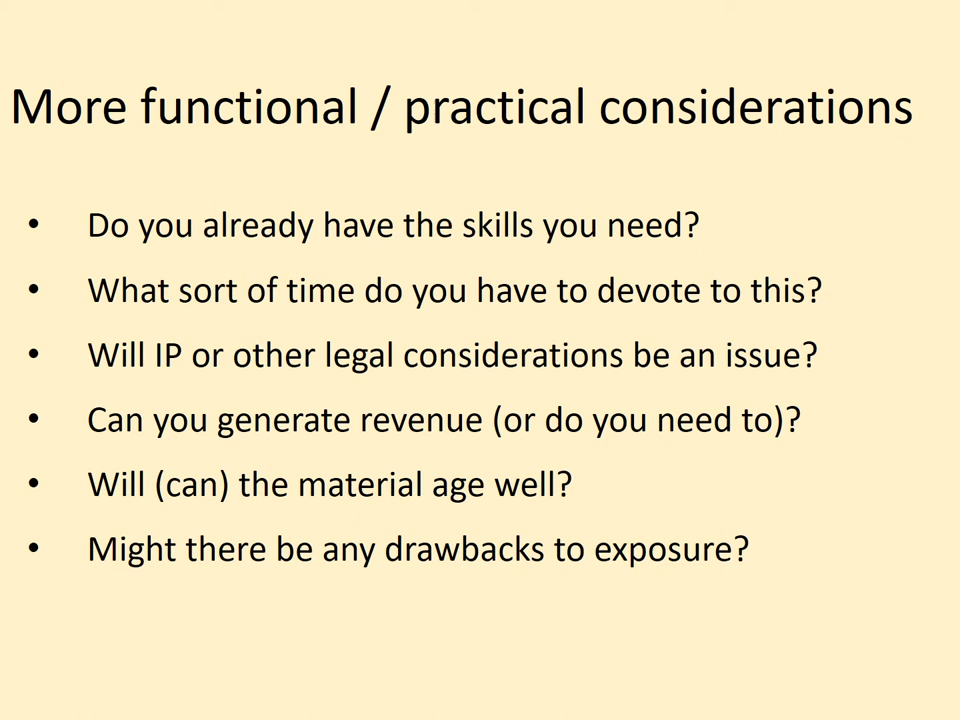 More functional / practical considerations
• Do you already have the skills you need?
• What sort of time do you have to devote to this?
• Will IP or other legal considerations be an issue?
• Can you generate revenue (or do you need to)?
• Will (can) the material age well?
• Might there be any drawbacks to exposure?